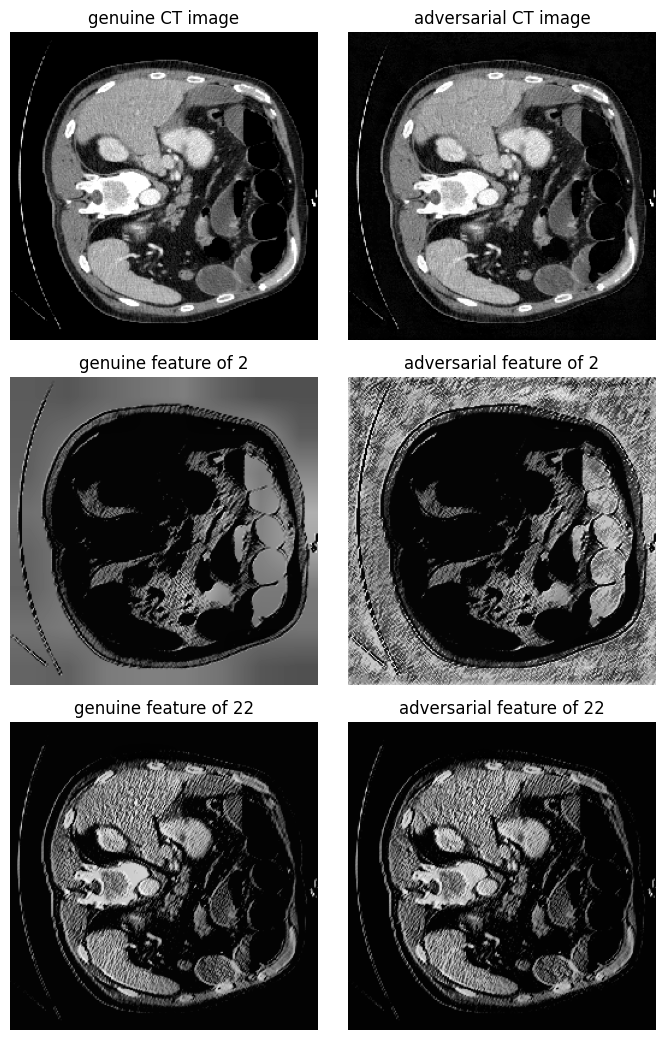 genuine CT image
adversarial CT image
genuine feature of 2
adversarial feature of 2
genuine feature of 22
adversarial feature of 22